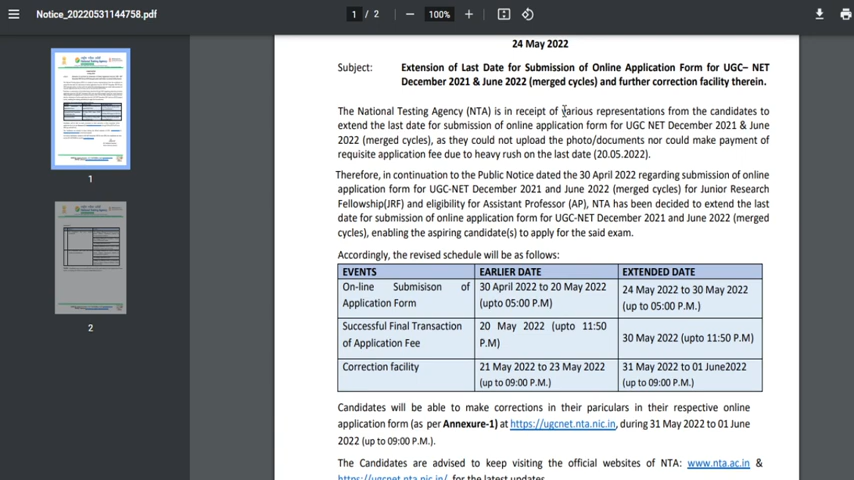 Notice_20220531144758.pdf
1 / 2
100%
24 May 2022
Subject: Extension of Last Date for Submission of Online Application Form for UGC– NET
December 2021 & June 2022 (merged cycles) and further correction facility therein.
The National Testing Agency (NTA) is in receipt of various representations from the candidates to
extend the last date for submission of online application form for UGC NET December 2021 & June
2022 (merged cycles), as they could not upload the photo/documents nor could make payment of
requisite application fee due to heavy rush on the last date (20.05.2022).
Therefore, in continuation to the Public Notice dated the 30 April 2022 regarding submission of online
application form for UGC-NET December 2021 and June 2022 (merged cycles) for Junior Research
Fellowship(JRF) and eligibility for Assistant Professor (AP), NTA has been decided to extend the last
date for submission of online application form for UGC-NET December 2021 and June 2022 (merged
cycles), enabling the aspiring candidate(s) to apply for the said exam.
Accordingly, the revised schedule will be as follows:
EVENTS EARLIER DATE EXTENDED DATE
On-line Submisison of
Application Form
30 April 2022 to 20 May 2022
(upto 05:00 P.M)
24 May 2022 to 30 May 2022
(up to 05:00 P.M.)
Successful Final Transaction
of Application Fee
20 May 2022 (upto 11:50
P.M)
30 May 2022 (upto 11:50 P.M)
Correction facility
21 May 2022 to 23 May 2022
(up to 09:00 P.M.)
31 May 2022 to 01 June2022
(up to 09:00 P.M.)
Candidates will be able to make corrections in their pariculars in their respective online
application form (as per Annexure-1) at https://ugcnet.nta.nic.in, during 31 May 2022 to 01 June
2022 (up to 09:00 P.M.).
The Candidates are advised to keep visiting the official websites of NTA: www.nta.ac.in &
https://ugcnet.nta.nic.in/ for the latest updates.
1
2